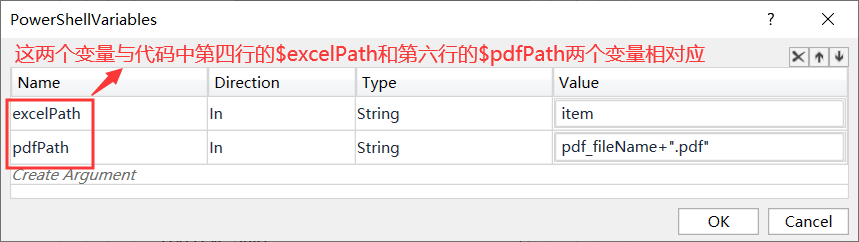 PowerShellVariables
这两个变量与代码中第四行的$excelPath和第六行的$pdfPath两个变量相对应
Name Direction Type Value
excelPath In String item
pdfPath In String pdf_fileName+".pdf"
Create Argument
OK Cancel